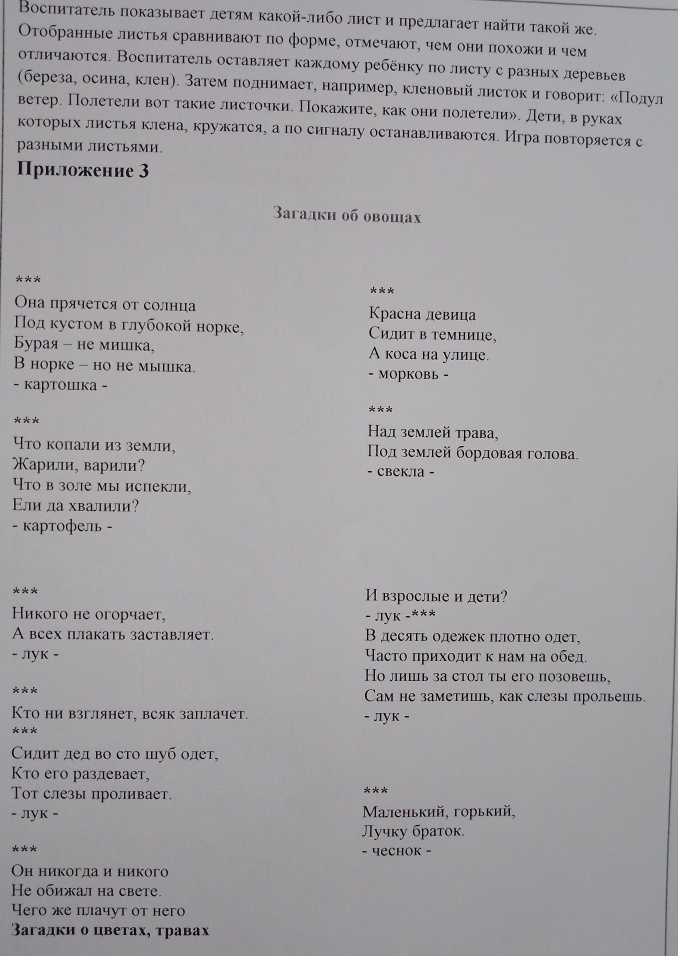 Воспитатель показывает детям какой-либо лист и предлагает найти такой же.
Отобранные листья сравнивают по форме, отмечают, чем они похожи и чем
отличаются. Воспитатель оставляет каждому ребёнку по листу с разных деревьев
(береза, осина, клен). Затем поднимает, например, кленовый листок и говорит: «Подул
ветер. Полетели вот такие листочки. Покажите, как они полетели». Дети, в руках
которых листья клена, кружатся, а по сигналу останавливаются. Игра повторяется с
разными листьями.
Приложение 3
Загадки об овощах
***
Она прячется от солнца
Под кустом в глубокой норке,
Бурая – не мишка,
В норке – но не мышка.
- картошка -
***
Что копали из земли,
Жарили, варили?
Что в золе мы испекли,
Ели да хвалили?
- картофель -
***
Красна девица
Сидит в темнице,
А коса на улице.
- морковь -
***
Над землей трава,
Под землей бордовая голова.
- свекла -
***
Никого не огорчает,
А всех плакать заставляет.
- лук -
***
Кто ни взглянет, всяк заплачет.
***
Сидит дед во сто шуб одет,
Кто его раздевает,
Тот слезы проливает.
- лук -
***
Он никогда и никого
Не обижал на свете.
Чего же плачут от него
И взрослые и дети?
- лук -***
В десять одежек плотно одет,
Часто приходит к нам на обед.
Но лишь за стол ты его позовешь,
Сам не заметишь, как слезы прольешь.
- лук -
***
Маленький, горький,
Лучку браток.
- чеснок -
Загадки о цветах, травах